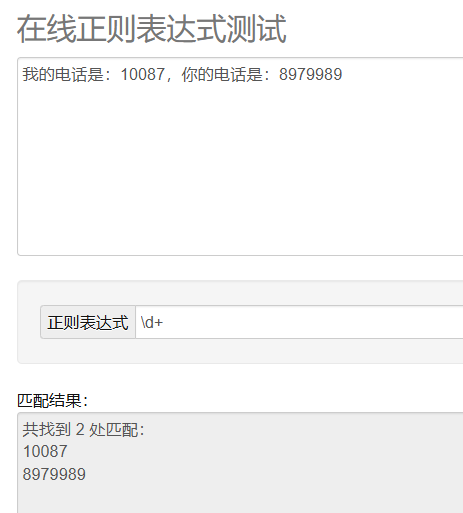 在线正则表达式测试
我的电话是：10087，你的电话是：8979989
正则表达式 \d+
匹配结果：
共找到 2 处匹配：
10087
8979989